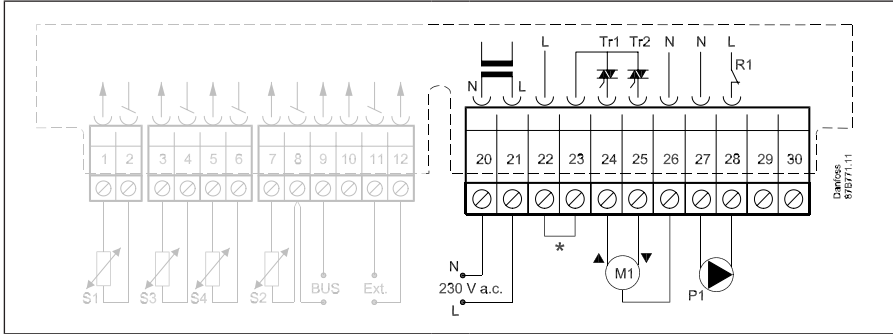 L Tr1 Tr2 N N L
R1
N L
1 2 3 4 5 6 7 8 9 10 11 12 20 21 22 23 24 25 26 27 28 29 30
Danfoss
87B771.11
*
N
230 V a.c.
L
M1
P1
S1 S3 S4 S2 BUS Ext.